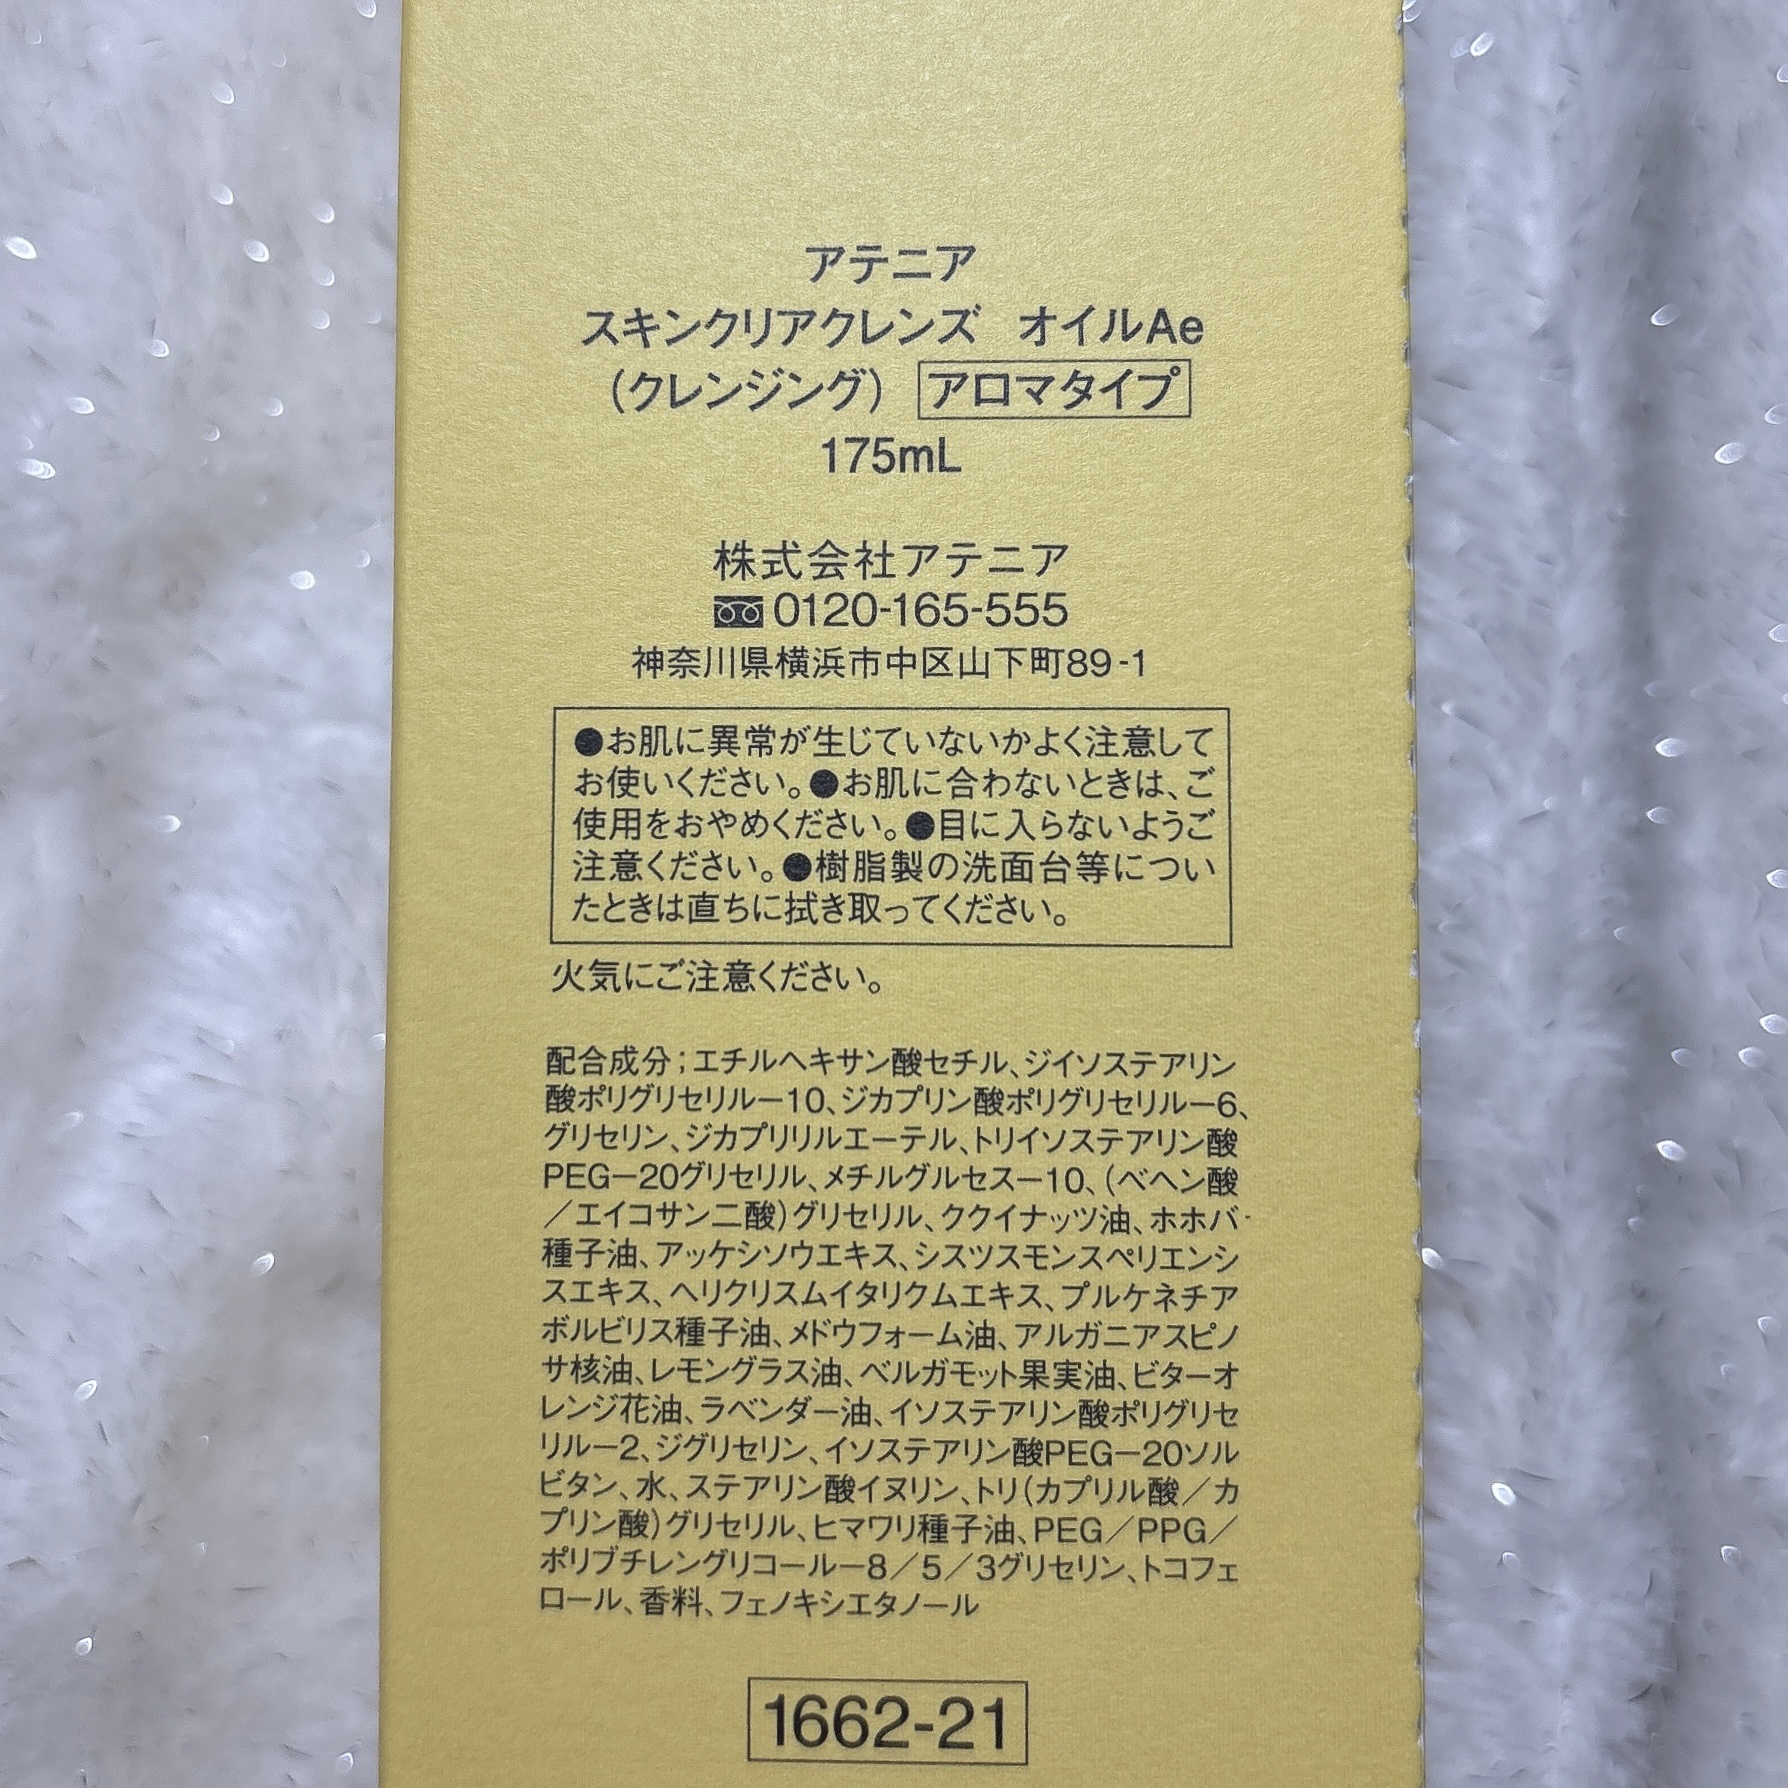 アテニア
スキンクリアクレンズ オイルAe
(クレンジング) アロマタイプ
175mL
株式会社アテニア
0120-165-555
神奈川県横浜市中区山下町89-1
●お肌に異常が生じていないかよく注意して
お使いください。●お肌に合わないときは、ご
使用をおやめください。●目に入らないようご
注意ください。●樹脂製の洗面台等につい
たときは直ちに拭き取ってください。
火気にご注意ください。
配合成分;エチルヘキサン酸セチル、ジイソステアリン
酸ポリグリセリル－10、ジカプリン酸ポリグリセリル－6、
グリセリン、ジカプリリルエーテル、トリイソステアリン酸
PEG－20グリセリル、メチルグルセス－10、(ベヘン酸
／エイコサン二酸)グリセリル、ククイナッツ油、ホホバ
種子油、アッケシソウエキス、シスツスモンスペリエンシ
スエキス、ヘリクリスムイタリクムエキス、プルケネチア
ボルビリス種子油、メドウフォーム油、アルガニアスピノ
サ核油、レモングラス油、ベルガモット果実油、ビターオ
レンジ花油、ラベンダー油、イソステアリン酸ポリグリセ
リル－2、ジグリセリン、イソステアリン酸PEG－20ソル
ビタン、水、ステアリン酸イヌリン、トリ(カプリル酸／カ
プリン酸)グリセリル、ヒマワリ種子油、PEG／PPG／
ポリブチレングリコール－8／5／3グリセリン、トコフェ
ロール、香料、フェノキシエタノール
1662-21